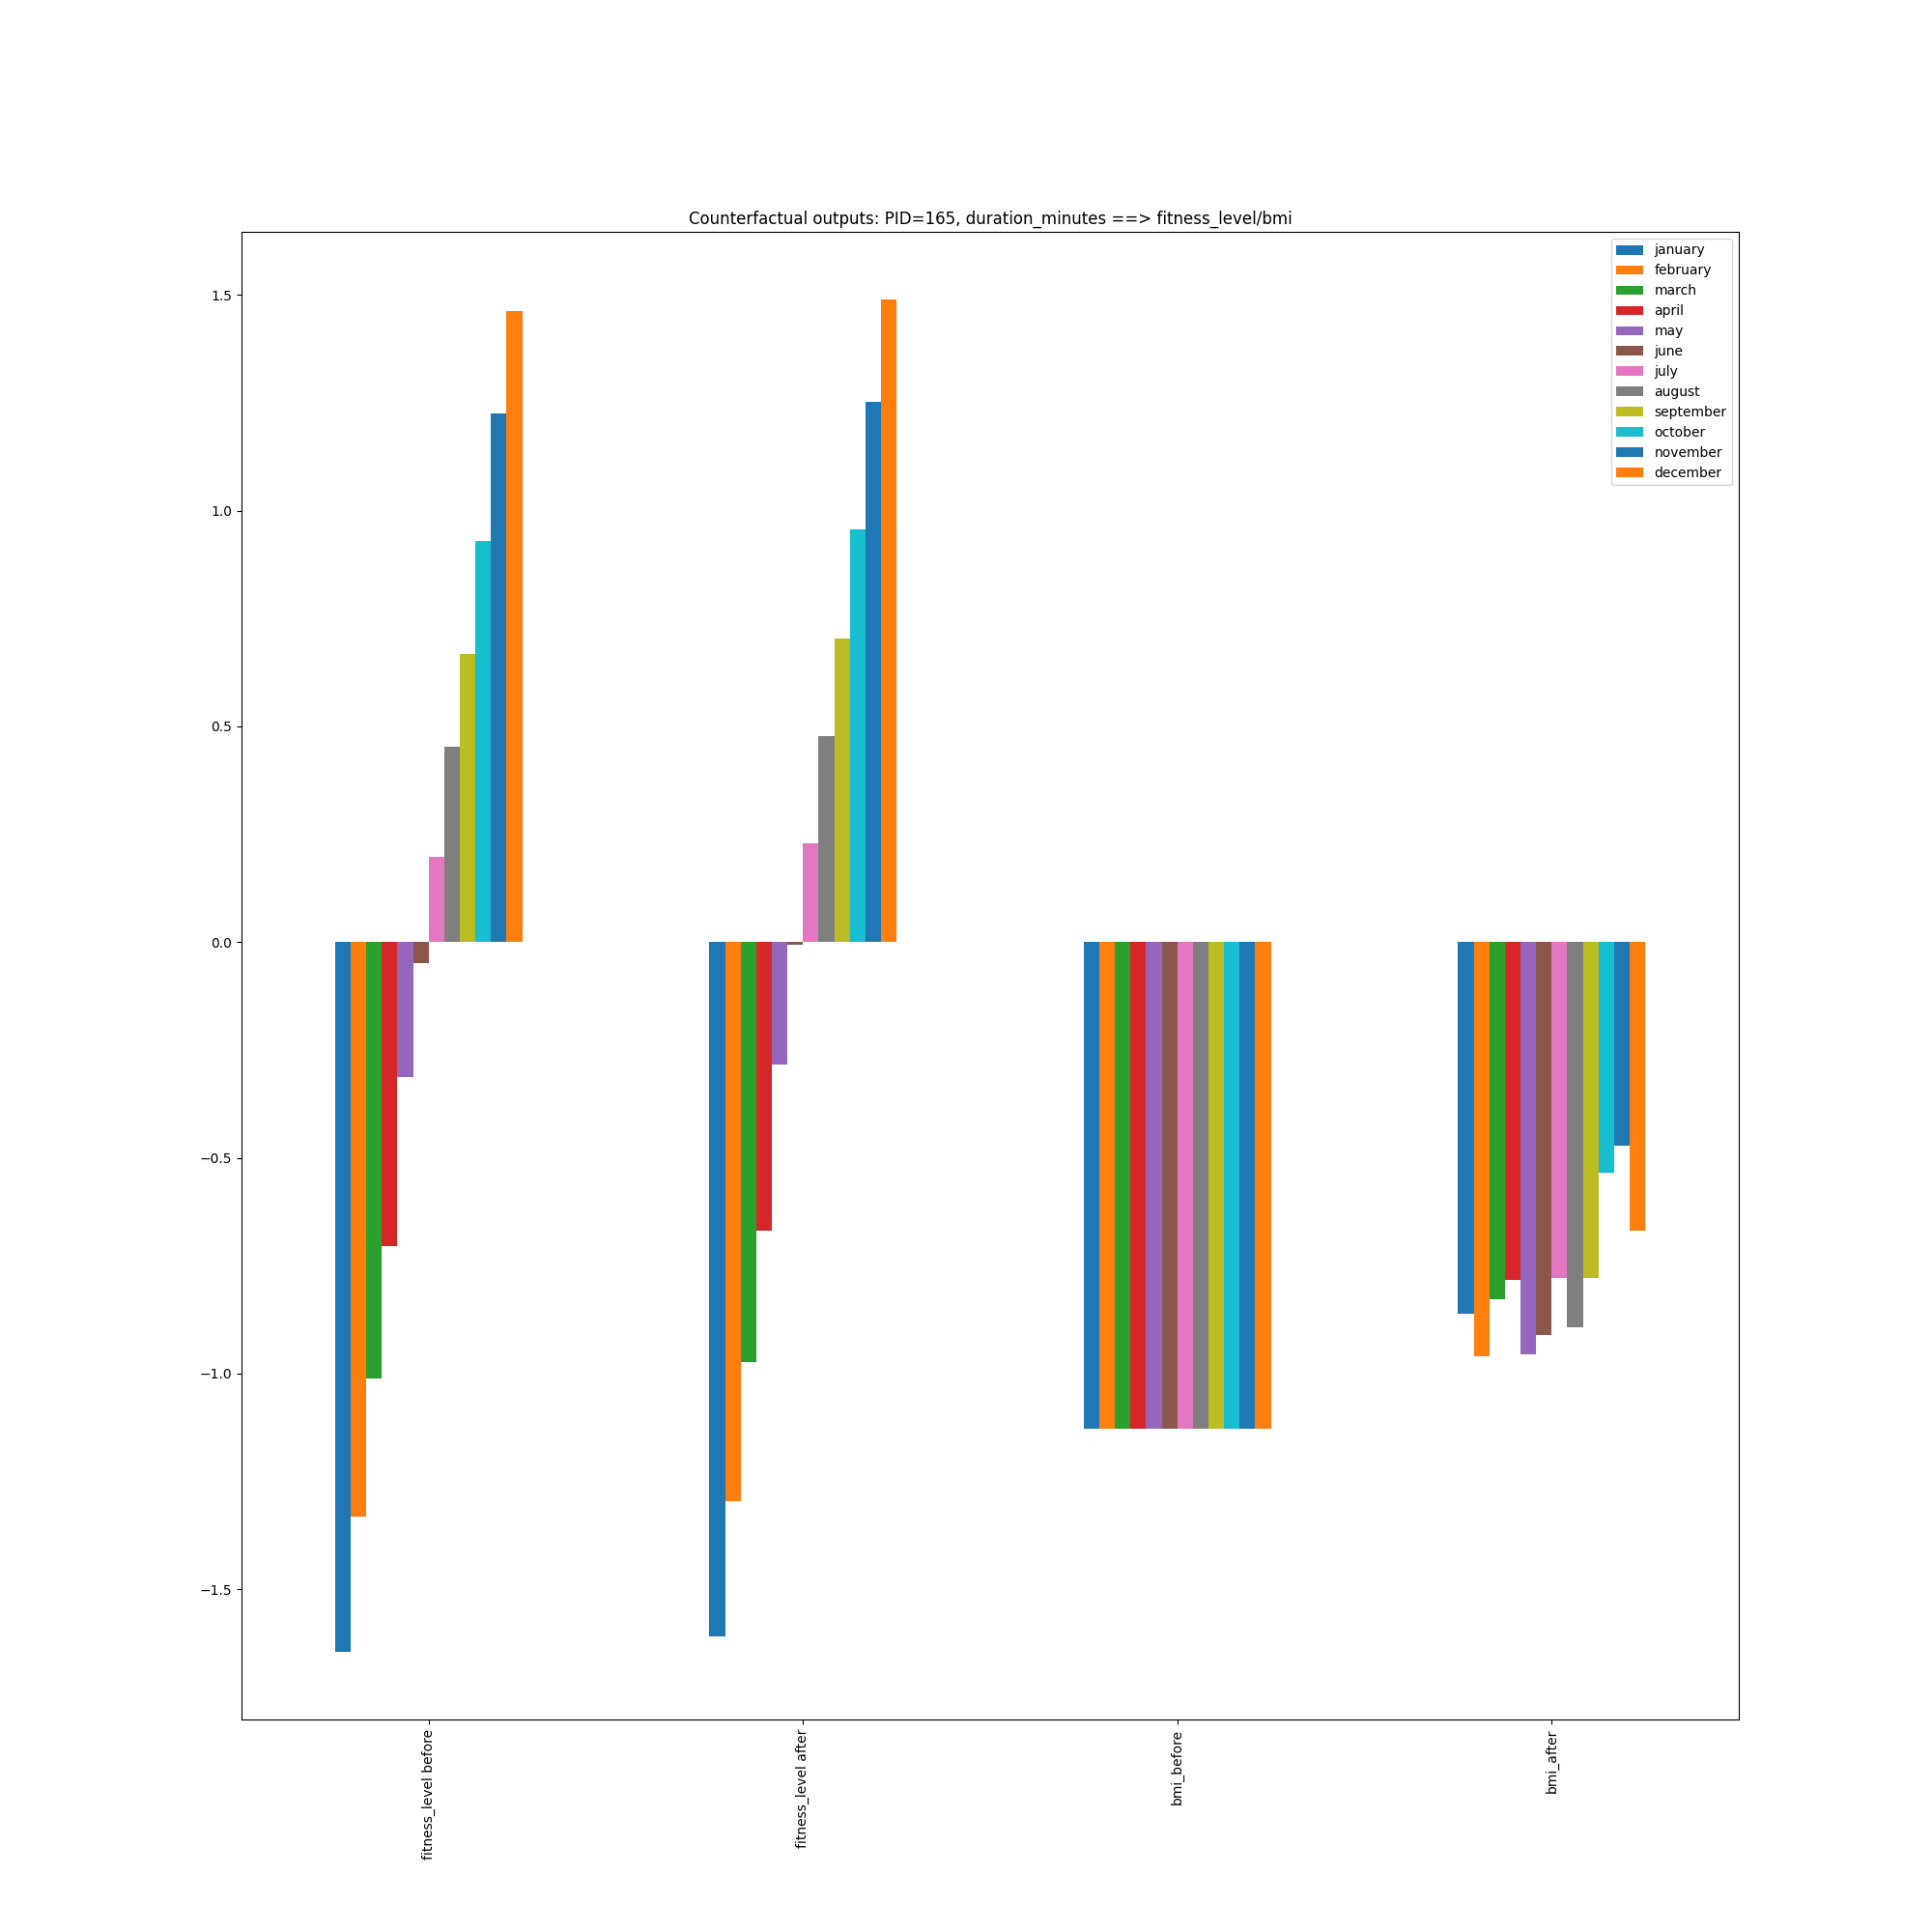 Counterfactual outputs: PID=165, duration_minutes ==> fitness_level/bmi
january
february
march
april
may
june
july
august
september
october
november
december
1.5
1.0
0.5
0.0
−0.5
−1.0
−1.5
fitness_level before
fitness_level after
bmi_before
bmi_after